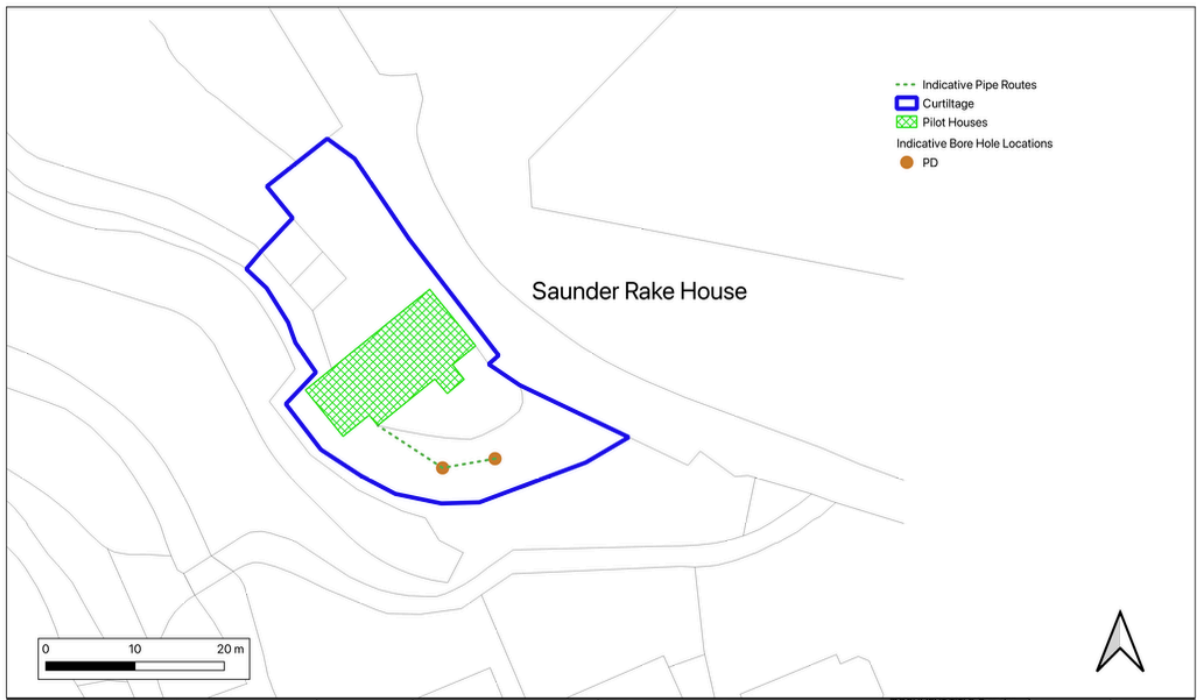 Indicative Pipe Routes
Curtiltage
Pilot Houses
Indicative Bore Hole Locations
PD
Saunder Rake House
0 10 20 m